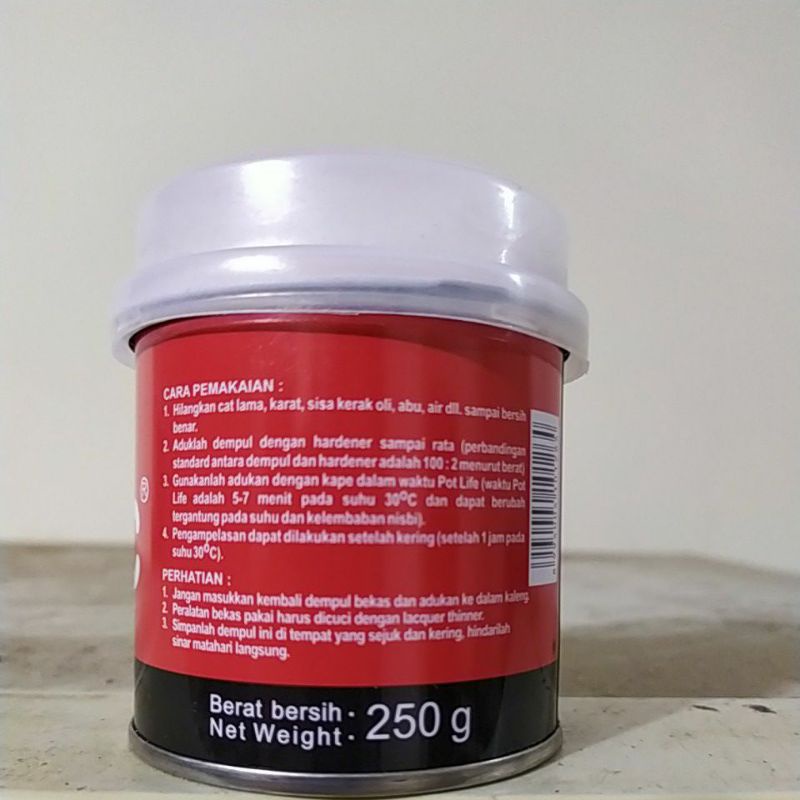 CARA PEMAKAIAN :
1. Hilangkan cat lama, karat, sisa kerak oli, abu, air dll. sampai bersih
benar.
2. Aduklah dempul dengan hardener sampai rata (perbandingan
standard antara dempul dan hardener adalah 100 : 2 menurut berat)
3. Gunakanlah adukan dengan kape dalam waktu Pot Life (waktu Pot
Life adalah 5-7 menit pada suhu 30°C dan dapat berubah
tergantung pada suhu dan kelembaban nisbi).
4. Pengampelasan dapat dilakukan setelah kering (setelah 1 jam pada
suhu 30°C).
®
PERHATIAN :
1. Jangan masukkan kembali dempul bekas dan adukan ke dalam kaleng.
2. Peralatan bekas pakai harus dicuci dengan lacquer thinner.
3. Simpanlah dempul ini di tempat yang sejuk dan kering, hindarilah
sinar matahari langsung.
Berat bersih · 250 g
Net Weight ·